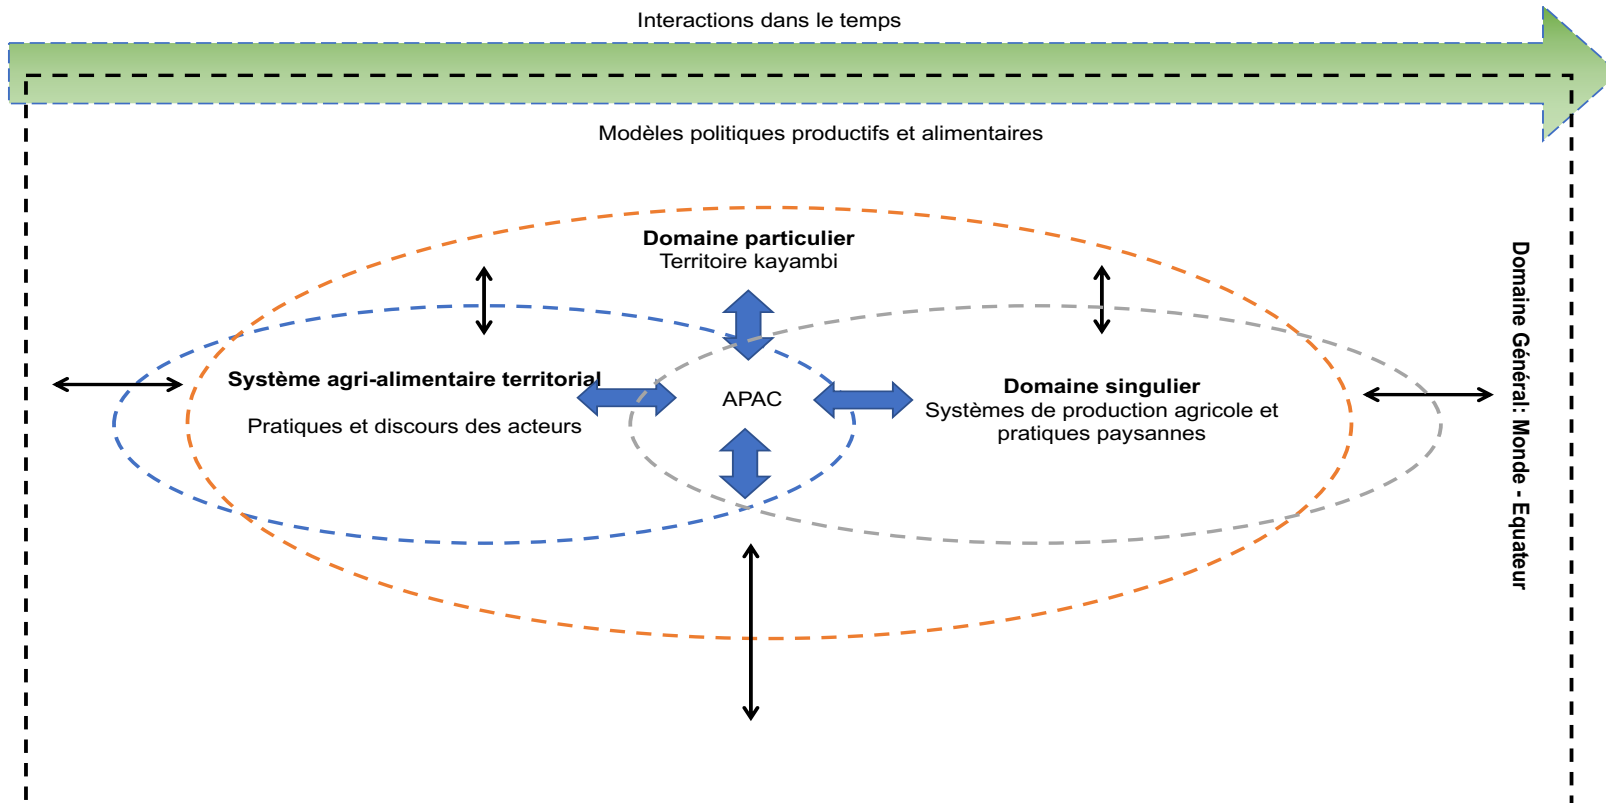 Interactions dans le temps
Modèles politiques productifs et alimentaires
Domaine particulier
Territoire kayambi
Système agri-alimentaire territorial
Pratiques et discours des acteurs
APAC
Domaine singulier
Systèmes de production agricole et
pratiques paysannes
Domaine Général: Monde - Equateur